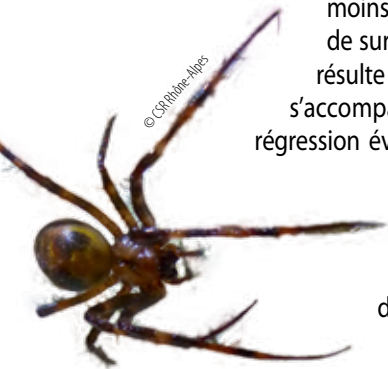 moins
de sur
résulte
s'accompa
régression év
© CSR Rhône-Alpes
d